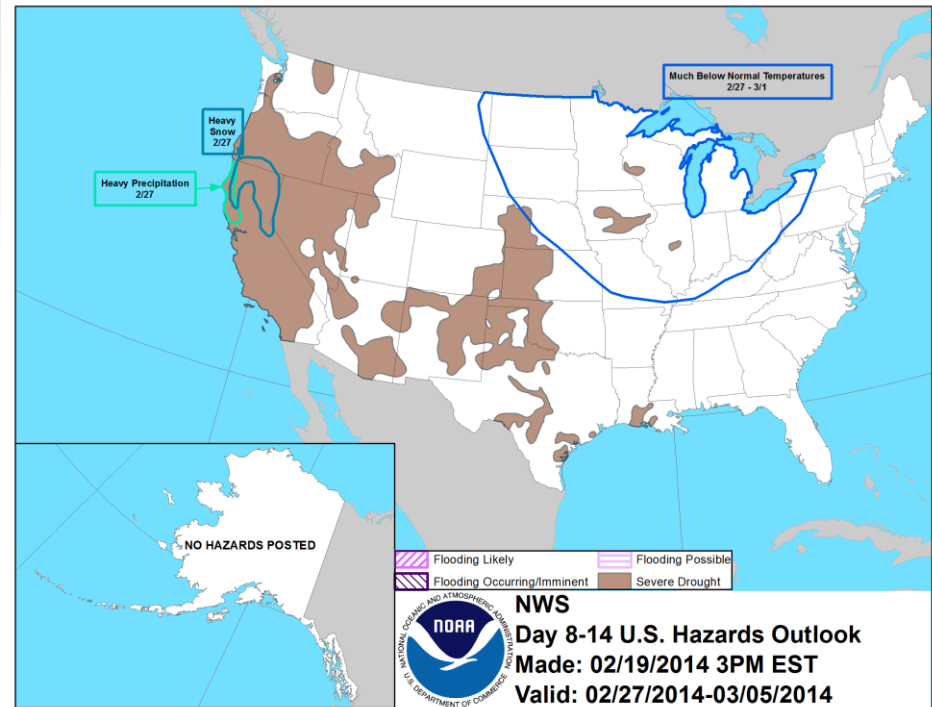 Much Below Normal Temperatures
2/27 - 3/1
Heavy
Snow
2/27
Heavy Precipitation
2/27
NO HAZARDS POSTED
Flooding Likely
Flooding Possible
Flooding Occurring/Imminent
Severe Drought
NATIONAL OCEANIC AND ATMOSPHERIC ADMINISTRATION
NOAA
U.S. DEPARTMENT OF COMMERCE
NWS
Day 8-14 U.S. Hazards Outlook
Made: 02/19/2014 3PM EST
Valid: 02/27/2014-03/05/2014